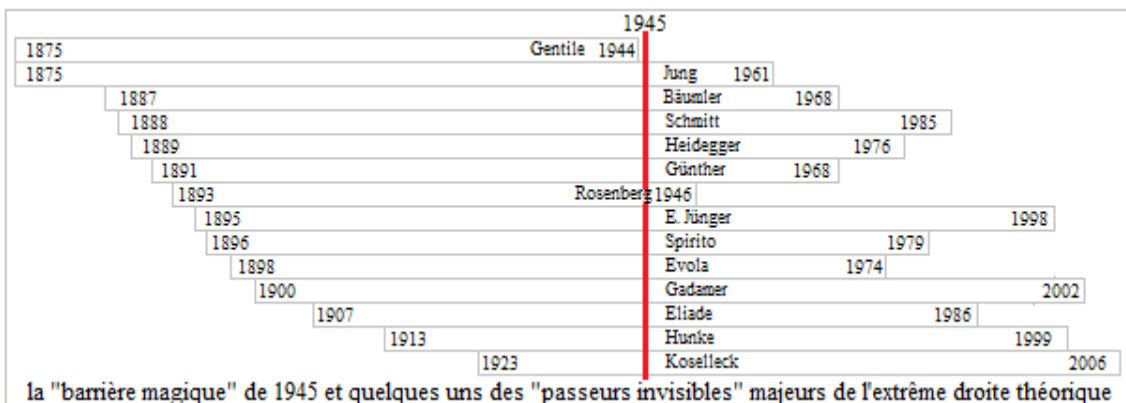 1945
1875 Gentile 1944
1875 Jung 1961
1887 Bäumler 1968
1888 Schmitt 1985
1889 Heidegger 1976
1891 Günther 1968
1893 Rosenberg 1946
1895 E. Jünger 1998
1896 Spirito 1979
1898 Evola 1974
1900 Gadamer 2002
1907 Eliade 1986
1913 Hunke 1999
1923 Koselleck 2006
la "barrière magique" de 1945 et quelques uns des "passeurs invisibles" majeurs de l'extrême droite théorique